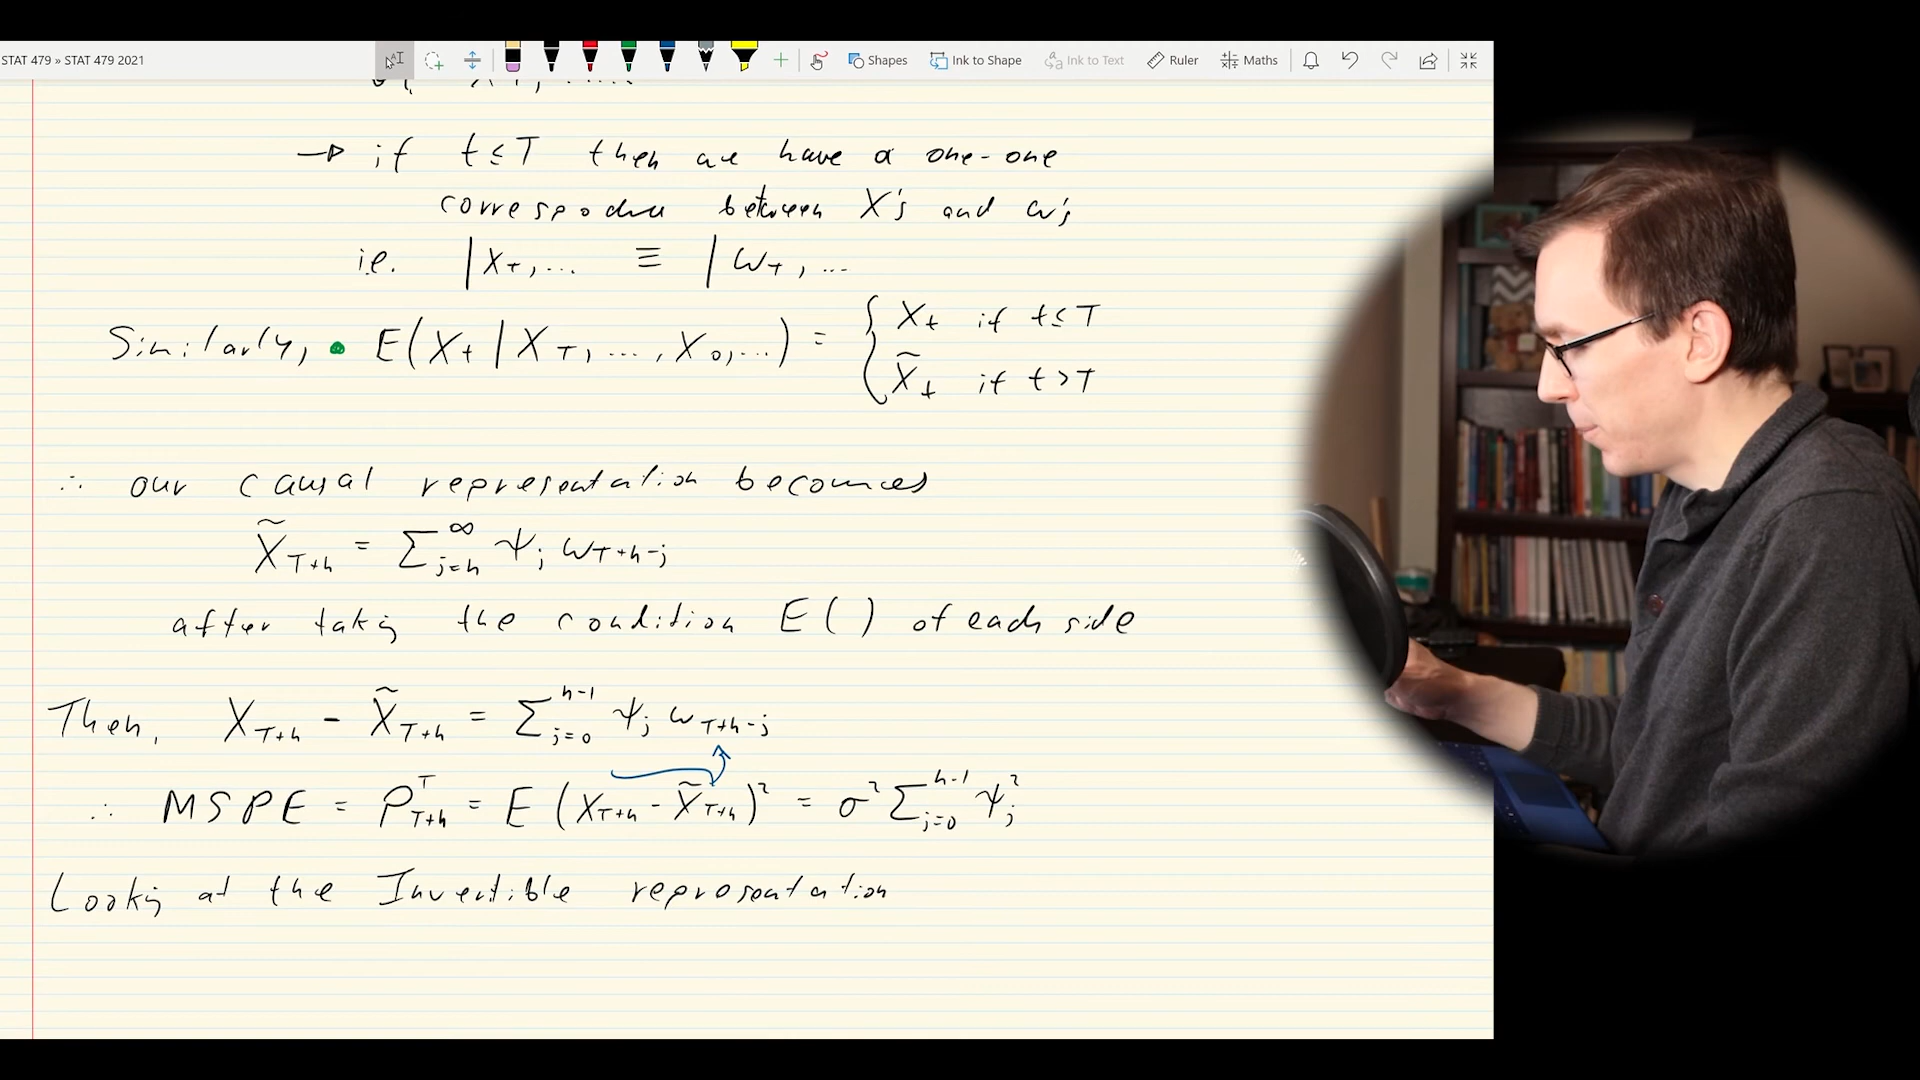 STAT 479 » STAT 479 2021
Shapes
Ink to Shape
Ink to Text
Ruler
Maths
→ if t ≤ T then we have a one-one
between X's and w's
i.e. | X_T, ... ≡ | w_T, ...
Similarly, • E(X_t | X_T, ..., X_0, ...) = { X_t if t ≤ T
X̃_t if t > T
∴ our causal representation becomes
X̃_{T+h} = Σ_{j=h}^{∞} ψ_j w_{T+h-j}
after taking the condition E( ) of each side
Then, X_{T+h} - X̃_{T+h} = Σ_{j=0}^{h-1} ψ_j w_{T+h-j}
∴ MSPE = P_{T+h}^{T} = E (X_{T+h} - X̃_{T+h})² = σ² Σ_{j=0}^{h-1} ψ_j²
Looking at the Invertible representation